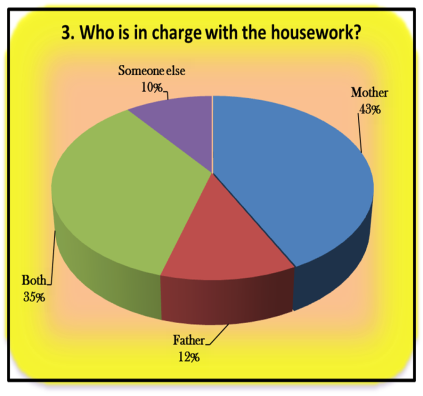 3. Who is in charge with the housework?
Someone else
10%
Mother
43%
Both
35%
Father
12%